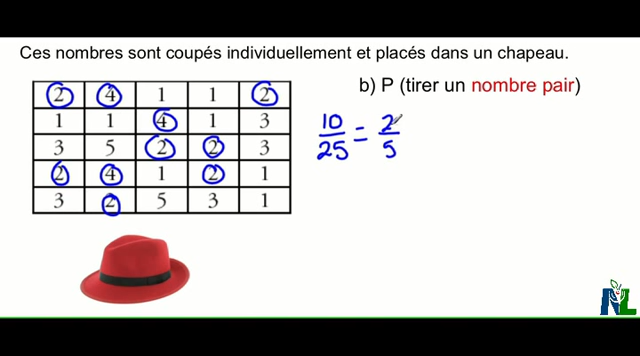 Ces nombres sont coupés individuellement et placés dans un chapeau.
b) P (tirer un nombre pair)
2 4 1 1 2
1 1 4 1 3
3 5 2 2 3
2 4 1 2 1
3 2 5 3 1
10/25 = 2/5
NL